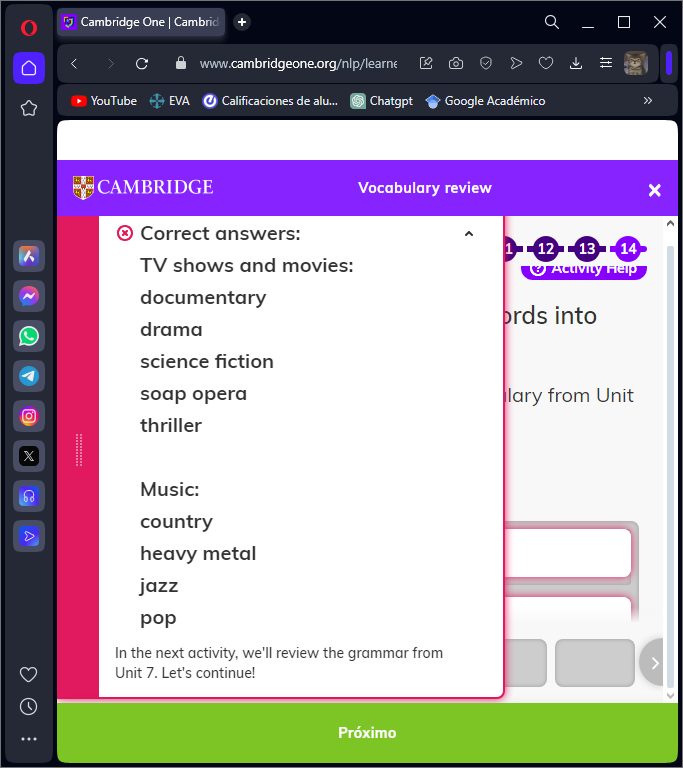 Cambridge One | Cambrid
www.cambridgeone.org/nlp/learne
YouTube
EVA
Calificaciones de alu...
Chatgpt
Google Académico
CAMBRIDGE
Vocabulary review
1 12 13 14
Activity Help
Correct answers:
TV shows and movies:
documentary
drama
science fiction
soap opera
thriller
Music:
country
heavy metal
jazz
pop
In the next activity, we'll review the grammar from
Unit 7. Let's continue!
ords into
ulary from Unit
Próximo